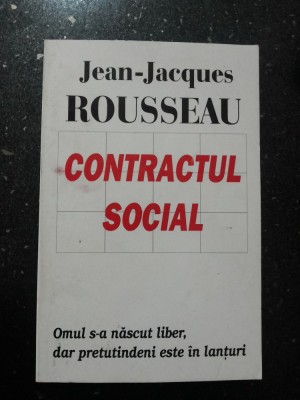 Jean-Jacques
ROUSSEAU
CONTRACTUL
SOCIAL
Omul s-a născut liber,
dar pretutindeni este în lanțuri